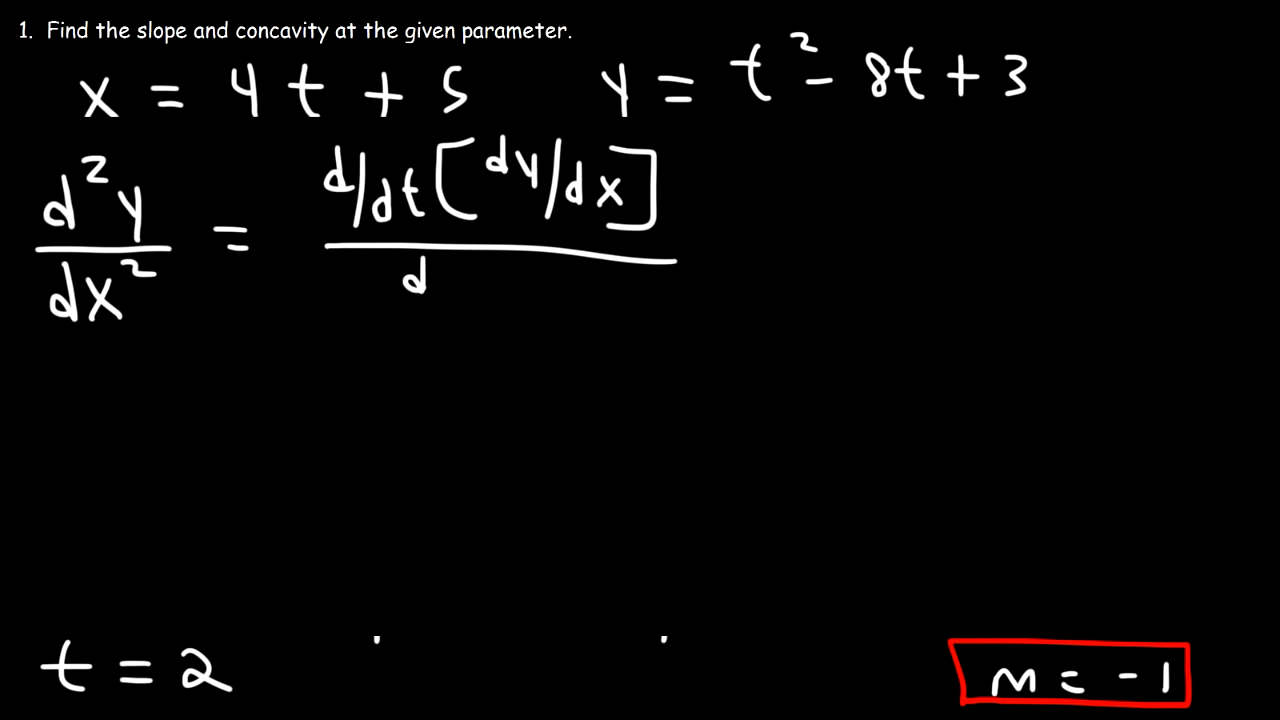 1. Find the slope and concavity at the given parameter.
x = 4t + 5 y = t² - 8t + 3
d²y/dx² = d/dt[dy/dx] / d
t = 2 m = -1